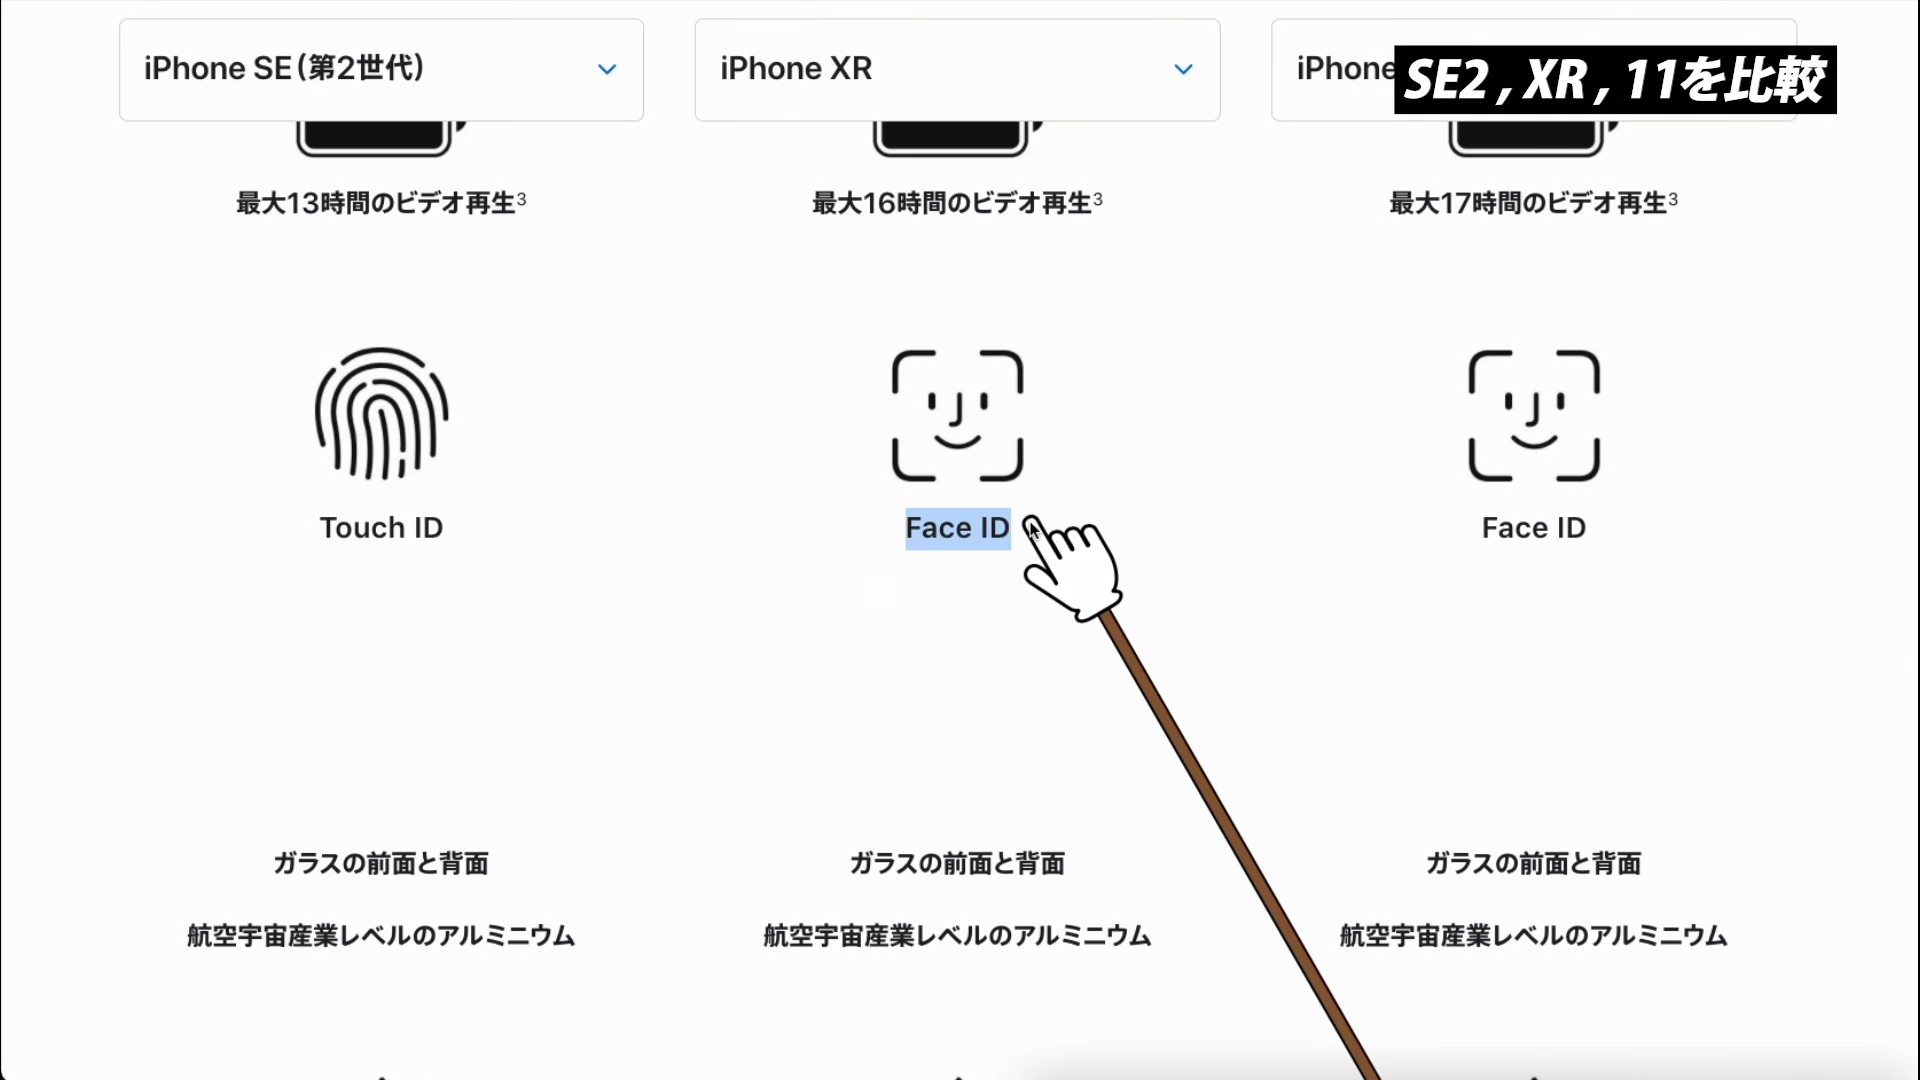 iPhone SE（第2世代）
iPhone XR
iPhone
SE2 , XR , 11を比較
最大13時間のビデオ再生3
最大16時間のビデオ再生3
最大17時間のビデオ再生3
Touch ID
Face ID
Face ID
ガラスの前面と背面
ガラスの前面と背面
ガラスの前面と背面
航空宇宙産業レベルのアルミニウム
航空宇宙産業レベルのアルミニウム
航空宇宙産業レベルのアルミニウム